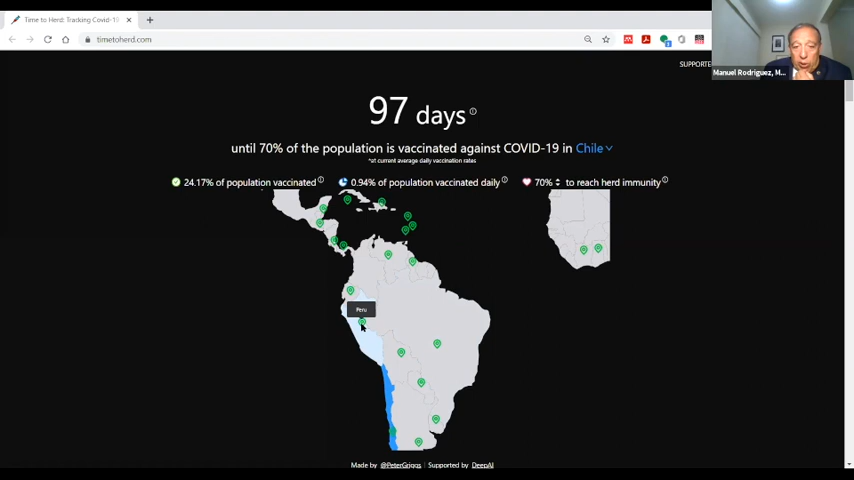 Time to Herd: Tracking Covid-19
timetoherd.com
SUPPORTE
Manuel Rodriguez, M...
97 days
until 70% of the population is vaccinated against COVID-19 in Chile
*at current average daily vaccination rates
24.17% of population vaccinated
0.94% of population vaccinated daily
70% to reach herd immunity
Peru
Made by @PeterGriggs | Supported by DeepAI